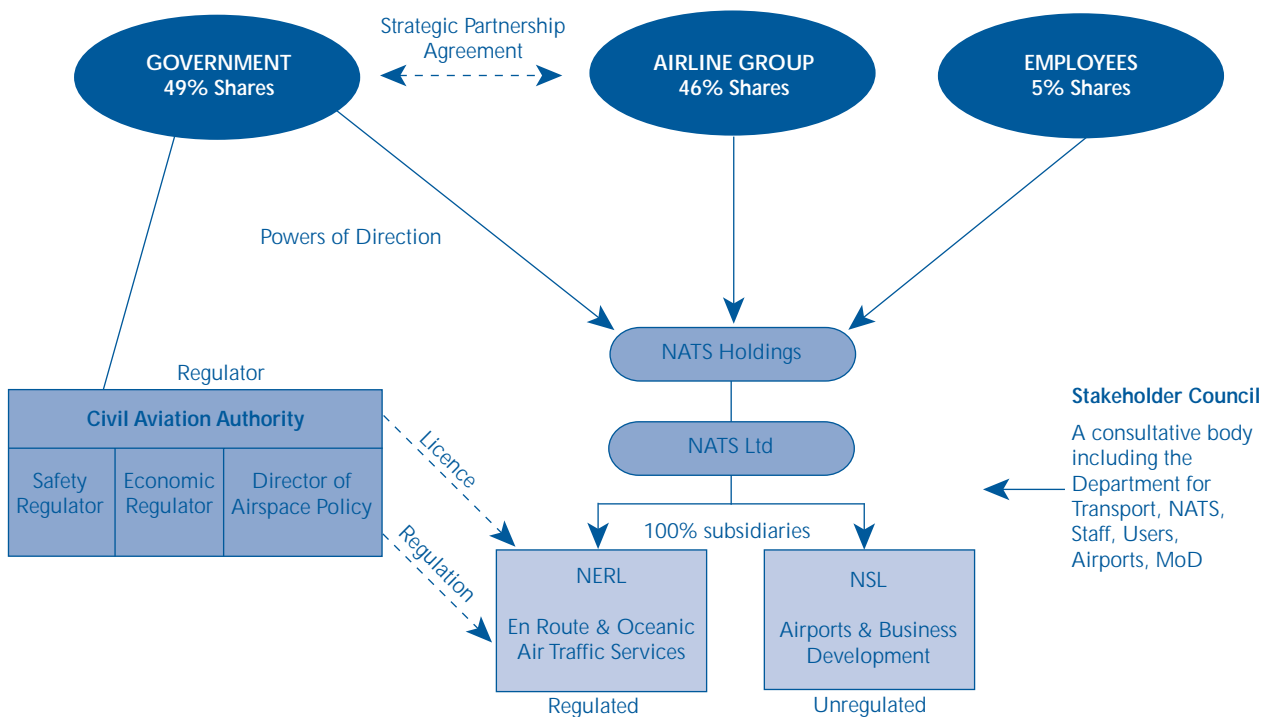 Strategic Partnership
Agreement
GOVERNMENT
49% Shares
AIRLINE GROUP
46% Shares
EMPLOYEES
5% Shares
Powers of Direction
NATS Holdings
Regulator
Civil Aviation Authority
Safety
Regulator
Economic
Regulator
Director of
Airspace Policy
Licence
Regulation
NATS Ltd
Stakeholder Council
A consultative body
including the
Department for
Transport, NATS,
Staff, Users,
Airports, MoD
100% subsidiaries
NERL
En Route & Oceanic
Air Traffic Services
Regulated
NSL
Airports & Business
Development
Unregulated